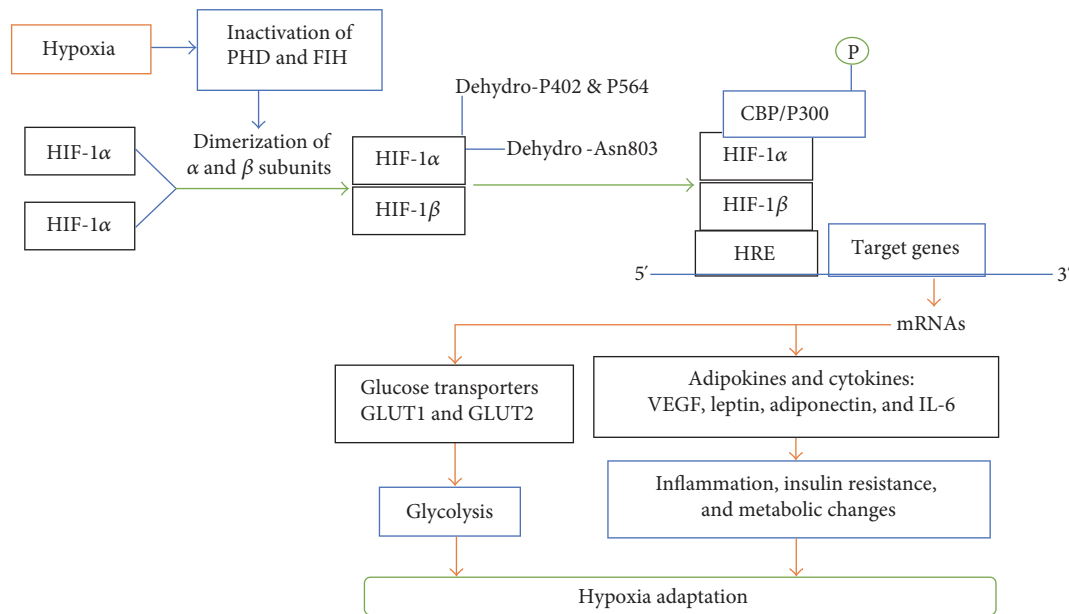 Hypoxia
Inactivation of
PHD and FIH
P
Dehydro-P402 & P564
CBP/P300
HIF-1α
Dimerization of
α and β subunits
HIF-1α
Dehydro -Asn803
HIF-1α
HIF-1α
HIF-1β
HIF-1β
HRE
Target genes
5′
3′
mRNAs
Glucose transporters
GLUT1 and GLUT2
Adipokines and cytokines:
VEGF, leptin, adiponectin, and IL-6
Glycolysis
Inflammation, insulin resistance,
and metabolic changes
Hypoxia adaptation